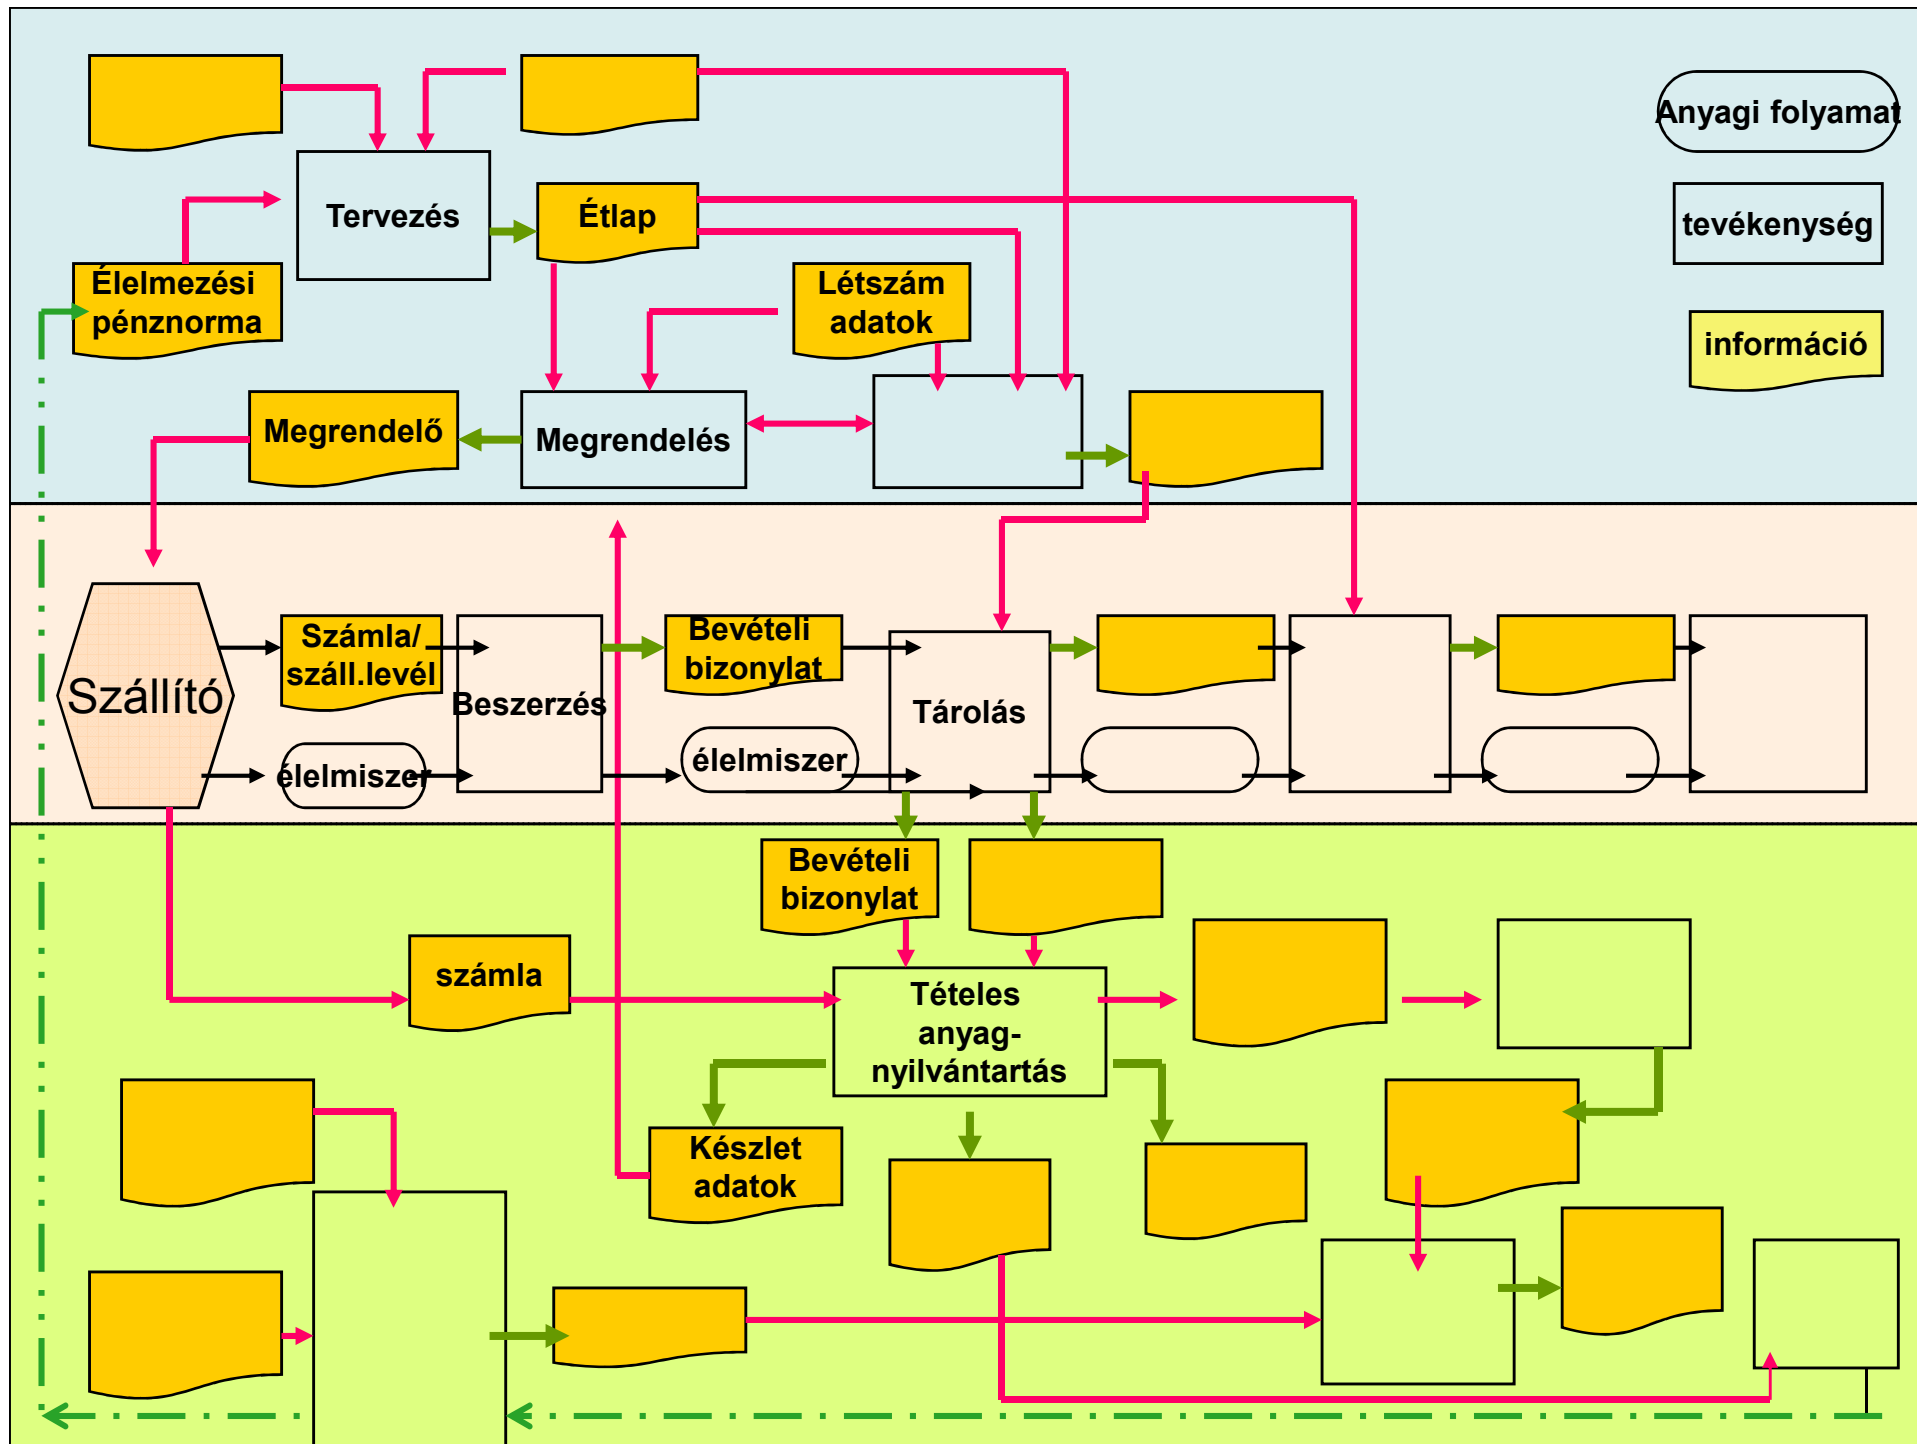 Anyagi folyamat
Tervezés
Étlap
tevékenység
Élelmezési
pénznorma
Létszám
adatok
információ
Megrendelő
Megrendelés
Szállító
Számla/
száll.levél
Beszerzés
Bevételi
bizonylat
Tárolás
élelmiszer
élelmiszer
Bevételi
bizonylat
számla
Tételes
anyag-
nyilvántartás
Készlet
adatok